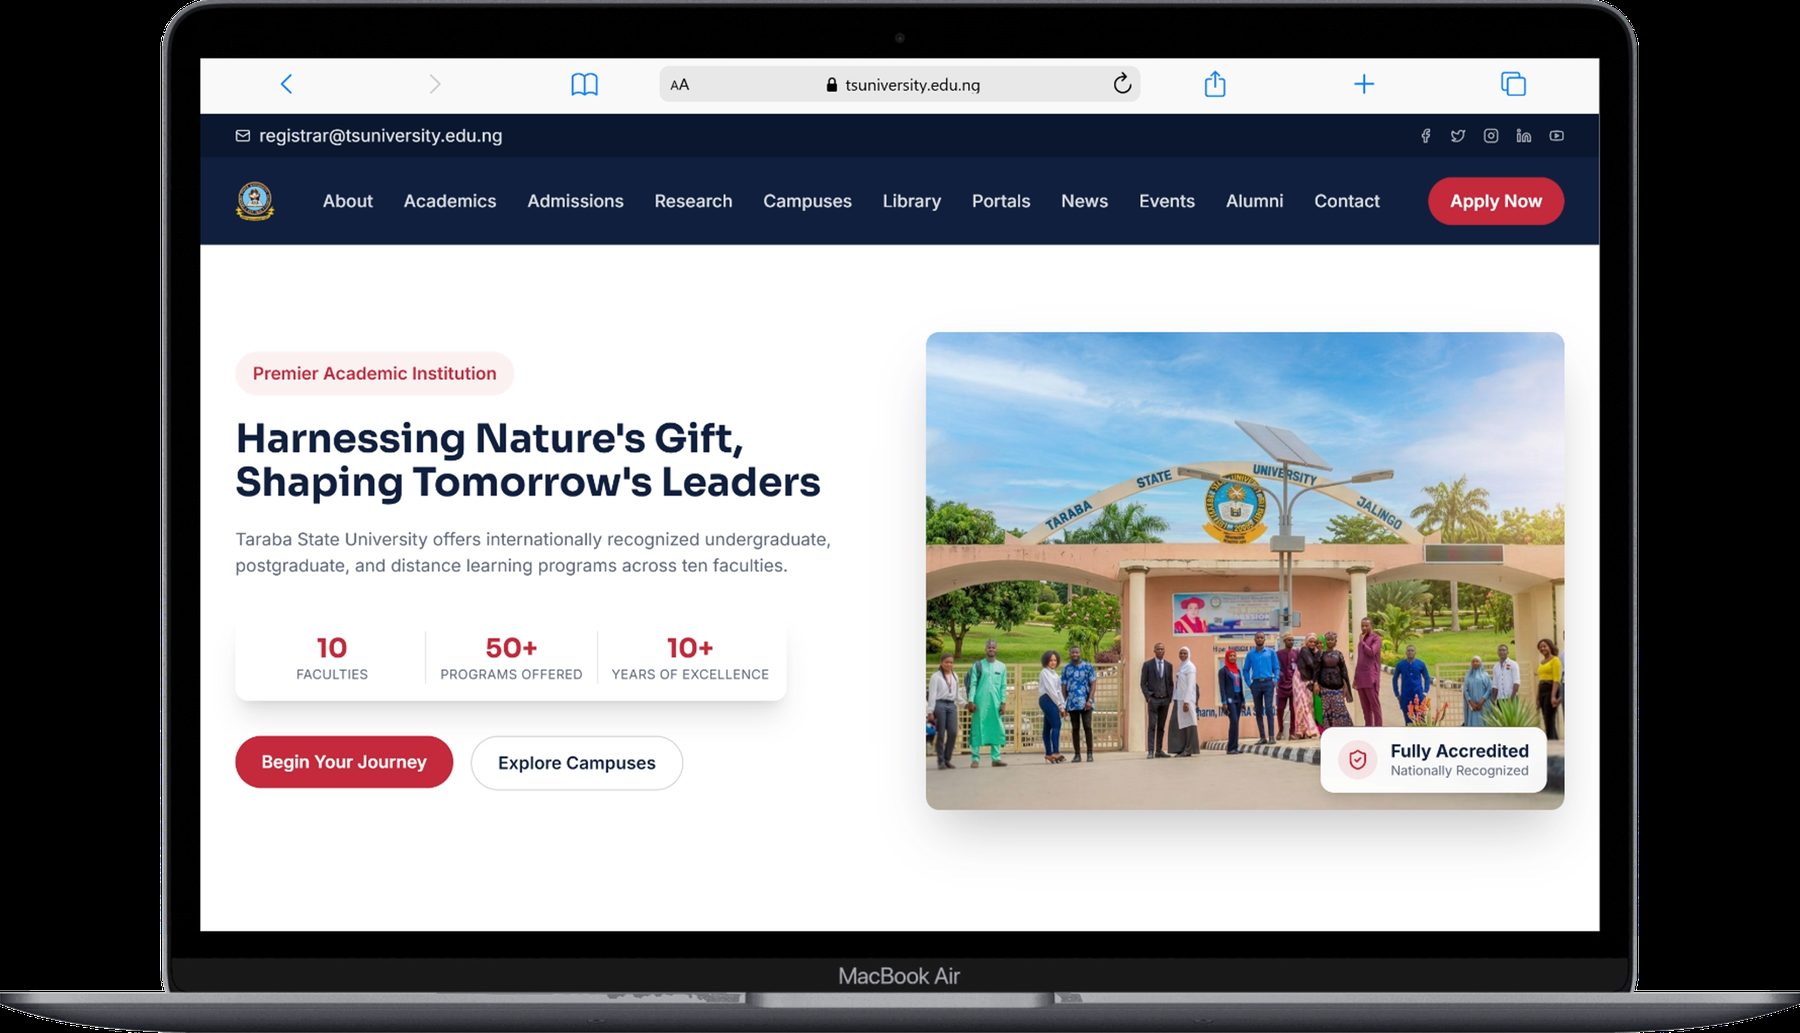 AA tsuniversity.edu.ng
registrar@tsuniversity.edu.ng
About Academics Admissions Research Campuses Library Portals News Events Alumni Contact Apply Now
Premier Academic Institution
Harnessing Nature's Gift,
Shaping Tomorrow's Leaders
Taraba State University offers internationally recognized undergraduate,
postgraduate, and distance learning programs across ten faculties.
10 50+ 10+
FACULTIES PROGRAMS OFFERED YEARS OF EXCELLENCE
Begin Your Journey Explore Campuses
TARABA STATE UNIVERSITY JALINGO
Fully Accredited
Nationally Recognized
MacBook Air